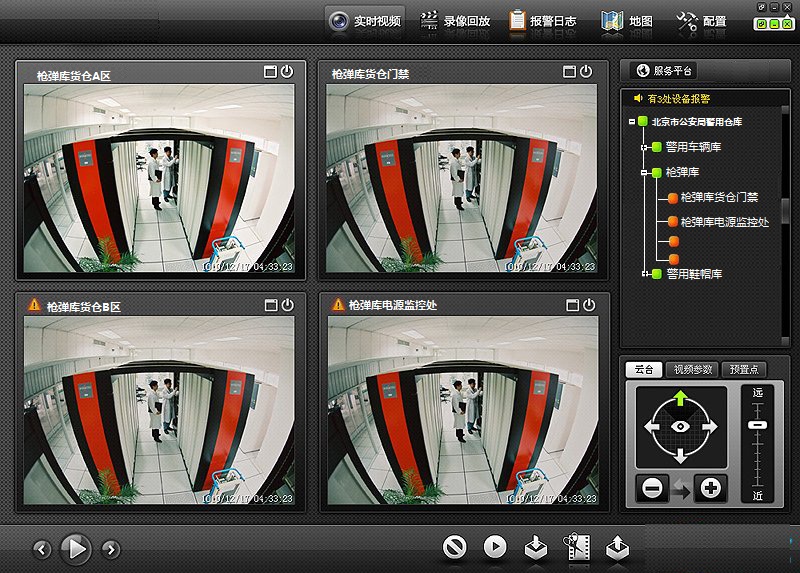 实时视频 录像回放 报警日志 地图 配置
枪弹库货仓A区
枪弹库货仓门禁
服务平台
有3处设备报警
北京市公安局警用仓库
警用车辆库
枪弹库
枪弹库货仓门禁
枪弹库电源监控处
警用鞋帽库
2010/12/17 04:33:23
2010/12/17 04:33:23
枪弹库货仓B区
枪弹库电源监控处
云台 视频参数 预置点
远
近
2010/12/17 04:33:23
2010/12/17 04:33:23